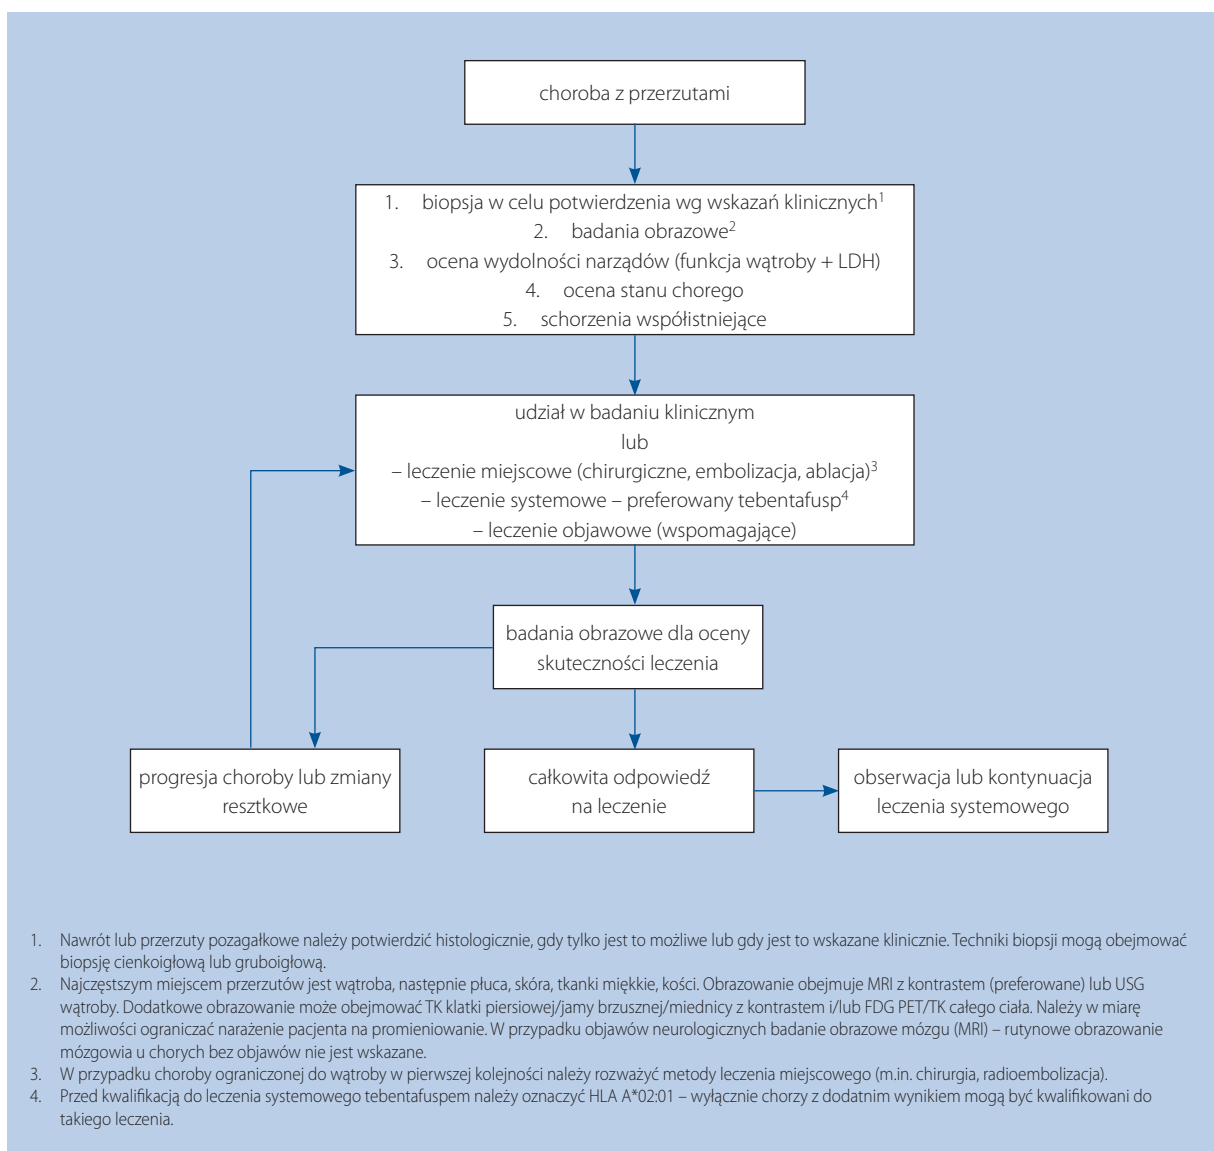 choroba z przerzutami
1. biopsja w celu potwierdzenia wg wskazań klinicznych1
2. badania obrazowe2
3. ocena wydolności narządów (funkcja wątroby + LDH)
4. ocena stanu chorego
5. schorzenia współistniejące
udział w badaniu klinicznym
lub
– leczenie miejscowe (chirurgiczne, embolizacja, ablacja)3
– leczenie systemowe – preferowany tebentafusp4
– leczenie objawowe (wspomagające)
badania obrazowe dla oceny
skuteczności leczenia
progresja choroby lub zmiany
resztkowe
całkowita odpowiedź
na leczenie
obserwacja lub kontynuacja
leczenia systemowego
1. Nawrót lub przerzuty pozagałkowe należy potwierdzić histologicznie, gdy tylko jest to możliwe lub gdy jest to wskazane klinicznie. Techniki biopsji mogą obejmować
biopsję cienkoigłową lub gruboigłową.
2. Najczęstszym miejscem przerzutów jest wątroba, następnie płuca, skóra, tkanki miękkie, kości. Obrazowanie obejmuje MRI z kontrastem (preferowane) lub USG
wątroby. Dodatkowe obrazowanie może obejmować TK klatki piersiowej/jamy brzusznej/miednicy z kontrastem i/lub FDG PET/TK całego ciała. Należy w miarę
możliwości ograniczać narażenie pacjenta na promieniowanie. W przypadku objawów neurologicznych badanie obrazowe mózgu (MRI) – rutynowe obrazowanie
mózgowia u chorych bez objawów nie jest wskazane.
3. W przypadku choroby ograniczonej do wątroby w pierwszej kolejności należy rozważyć metody leczenia miejscowego (m.in. chirurgia, radioembolizacja).
4. Przed kwalifikacją do leczenia systemowego tebentafuspem należy oznaczyć HLA A*02:01 – wyłącznie chorzy z dodatnim wynikiem mogą być kwalifikowani do
takiego leczenia.